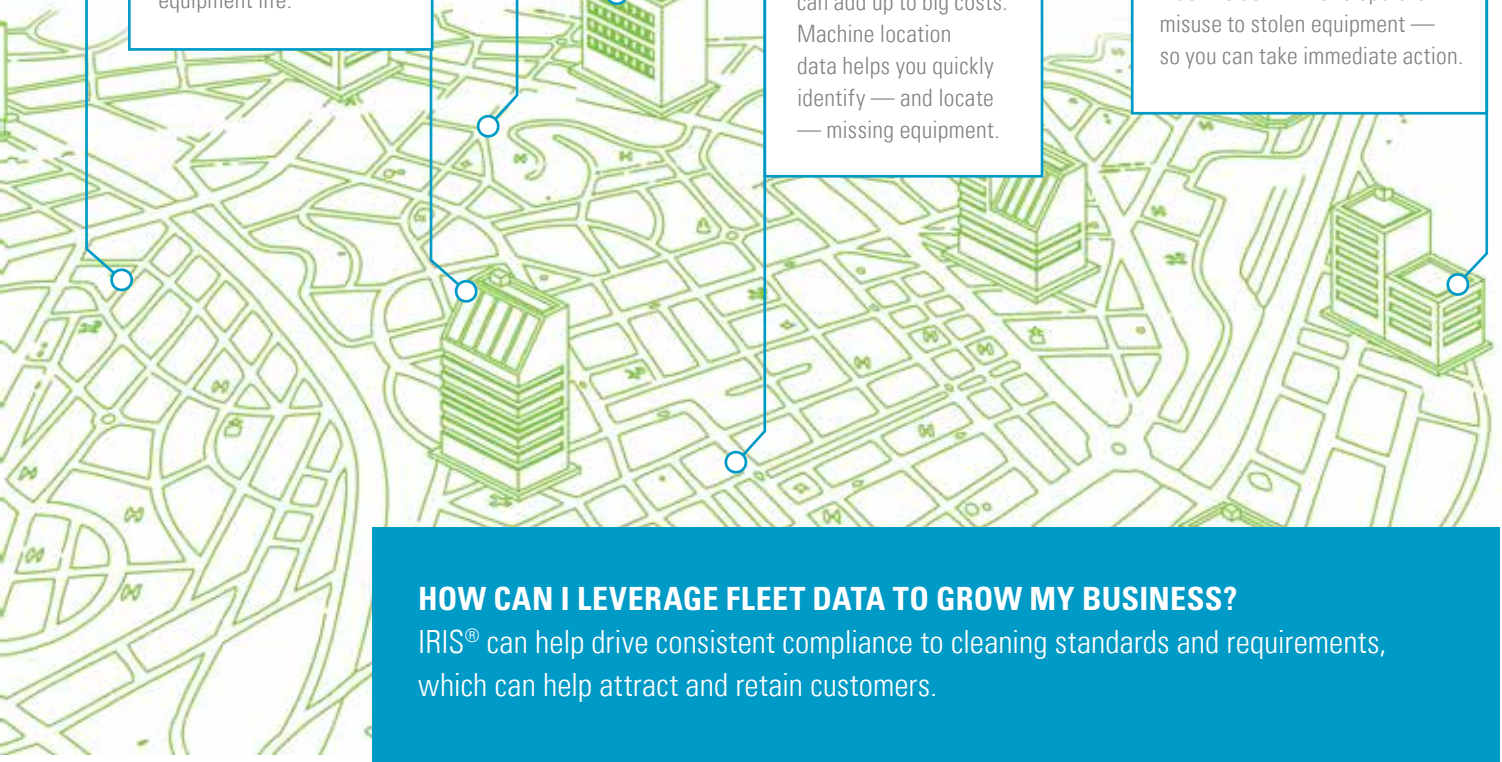 equipment life.
can add up to big costs.
Machine location
data helps you quickly
identify — and locate
— missing equipment.
misuse to stolen equipment —
so you can take immediate action.
HOW CAN I LEVERAGE FLEET DATA TO GROW MY BUSINESS?
IRIS® can help drive consistent compliance to cleaning standards and requirements,
which can help attract and retain customers.